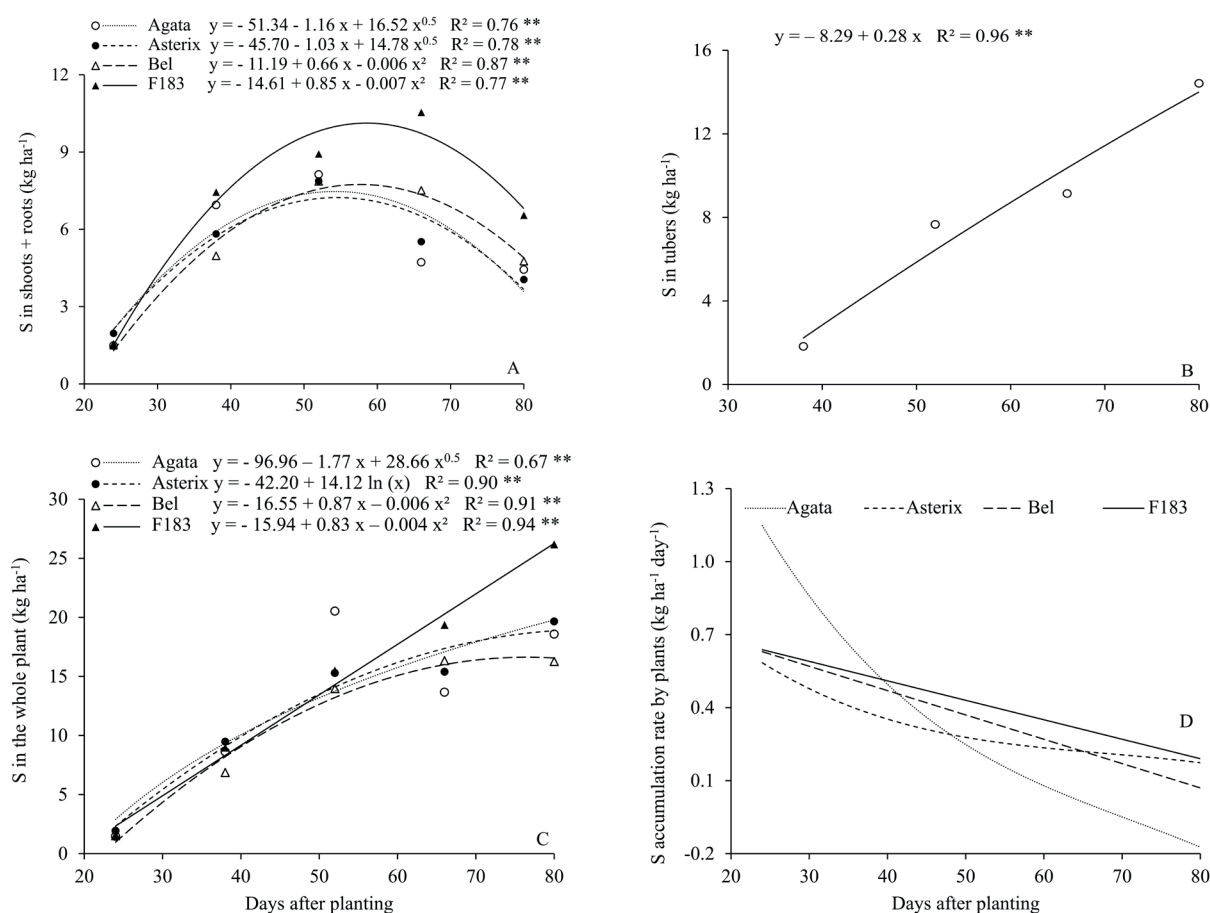 Agata y = - 51.34 - 1.16 x + 16.52 x^0.5 R² = 0.76 **
Asterix y = - 45.70 - 1.03 x + 14.78 x^0.5 R² = 0.78 **
Bel y = - 11.19 + 0.66 x - 0.006 x² R² = 0.87 **
F183 y = - 14.61 + 0.85 x - 0.007 x² R² = 0.77 **
S in shoots + roots (kg ha⁻¹)
12
9
6
3
0
20 30 40 50 60 70 80
A
y = – 8.29 + 0.28 x R² = 0.96 **
S in tubers (kg ha⁻¹)
16
12
8
4
0
30 40 50 60 70 80
B
Agata y = - 96.96 – 1.77 x + 28.66 x^0.5 R² = 0.67 **
Asterix y = - 42.20 + 14.12 ln (x) R² = 0.90 **
Bel y = - 16.55 + 0.87 x – 0.006 x² R² = 0.91 **
F183 y = - 15.94 + 0.83 x – 0.004 x² R² = 0.94 **
S in the whole plant (kg ha⁻¹)
30
25
20
15
10
5
0
20 30 40 50 60 70 80
C
Days after planting
S accumulation rate by plants (kg ha⁻¹ day⁻¹)
1.3
1.0
0.7
0.4
0.1
-0.2
Agata Asterix Bel F183
D
20 30 40 50 60 70 80
Days after planting